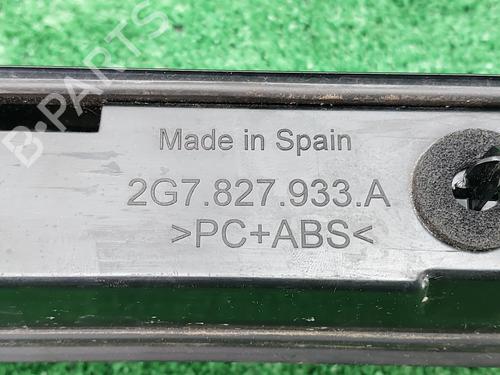 B-PARTS
Made in Spain
2G7.827.933.A
>PC+ABS<